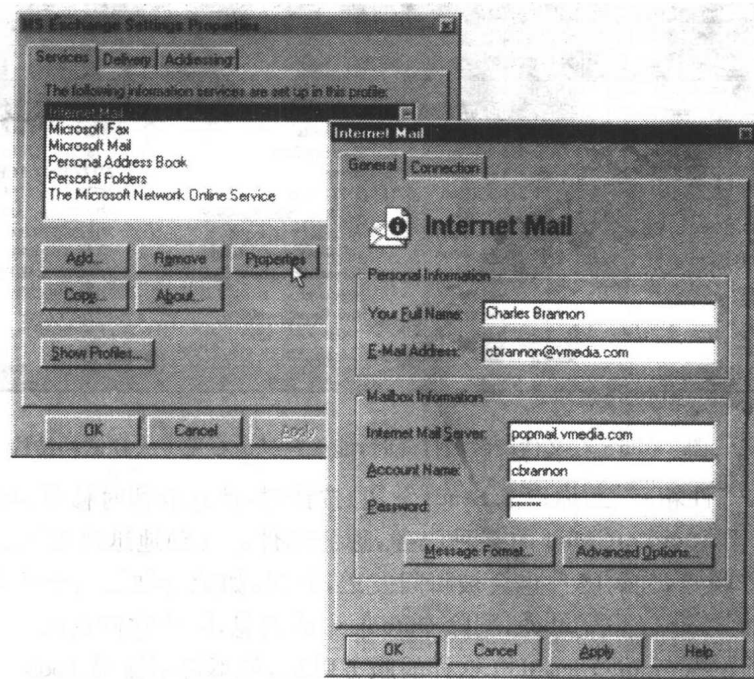 MS Exchange Settings Properties
Services Delivery Addressing
The following information services are set up in this profile:
Internet Mail
Microsoft Fax
Microsoft Mail
Personal Address Book
Personal Folders
The Microsoft Network Online Service
Add... Remove Properties
Copy... About...
Show Profiles...
OK Cancel Apply
Internet Mail
General Connection
Internet Mail
Personal Information
Your Full Name: Charles Brannon
E-Mail Address: cbrannon@vmedia.com
Mailbox Information
Internet Mail Server: popmail.vmedia.com
Account Name: cbrannon
Password: ******
Message Format... Advanced Options...
OK Cancel Apply Help